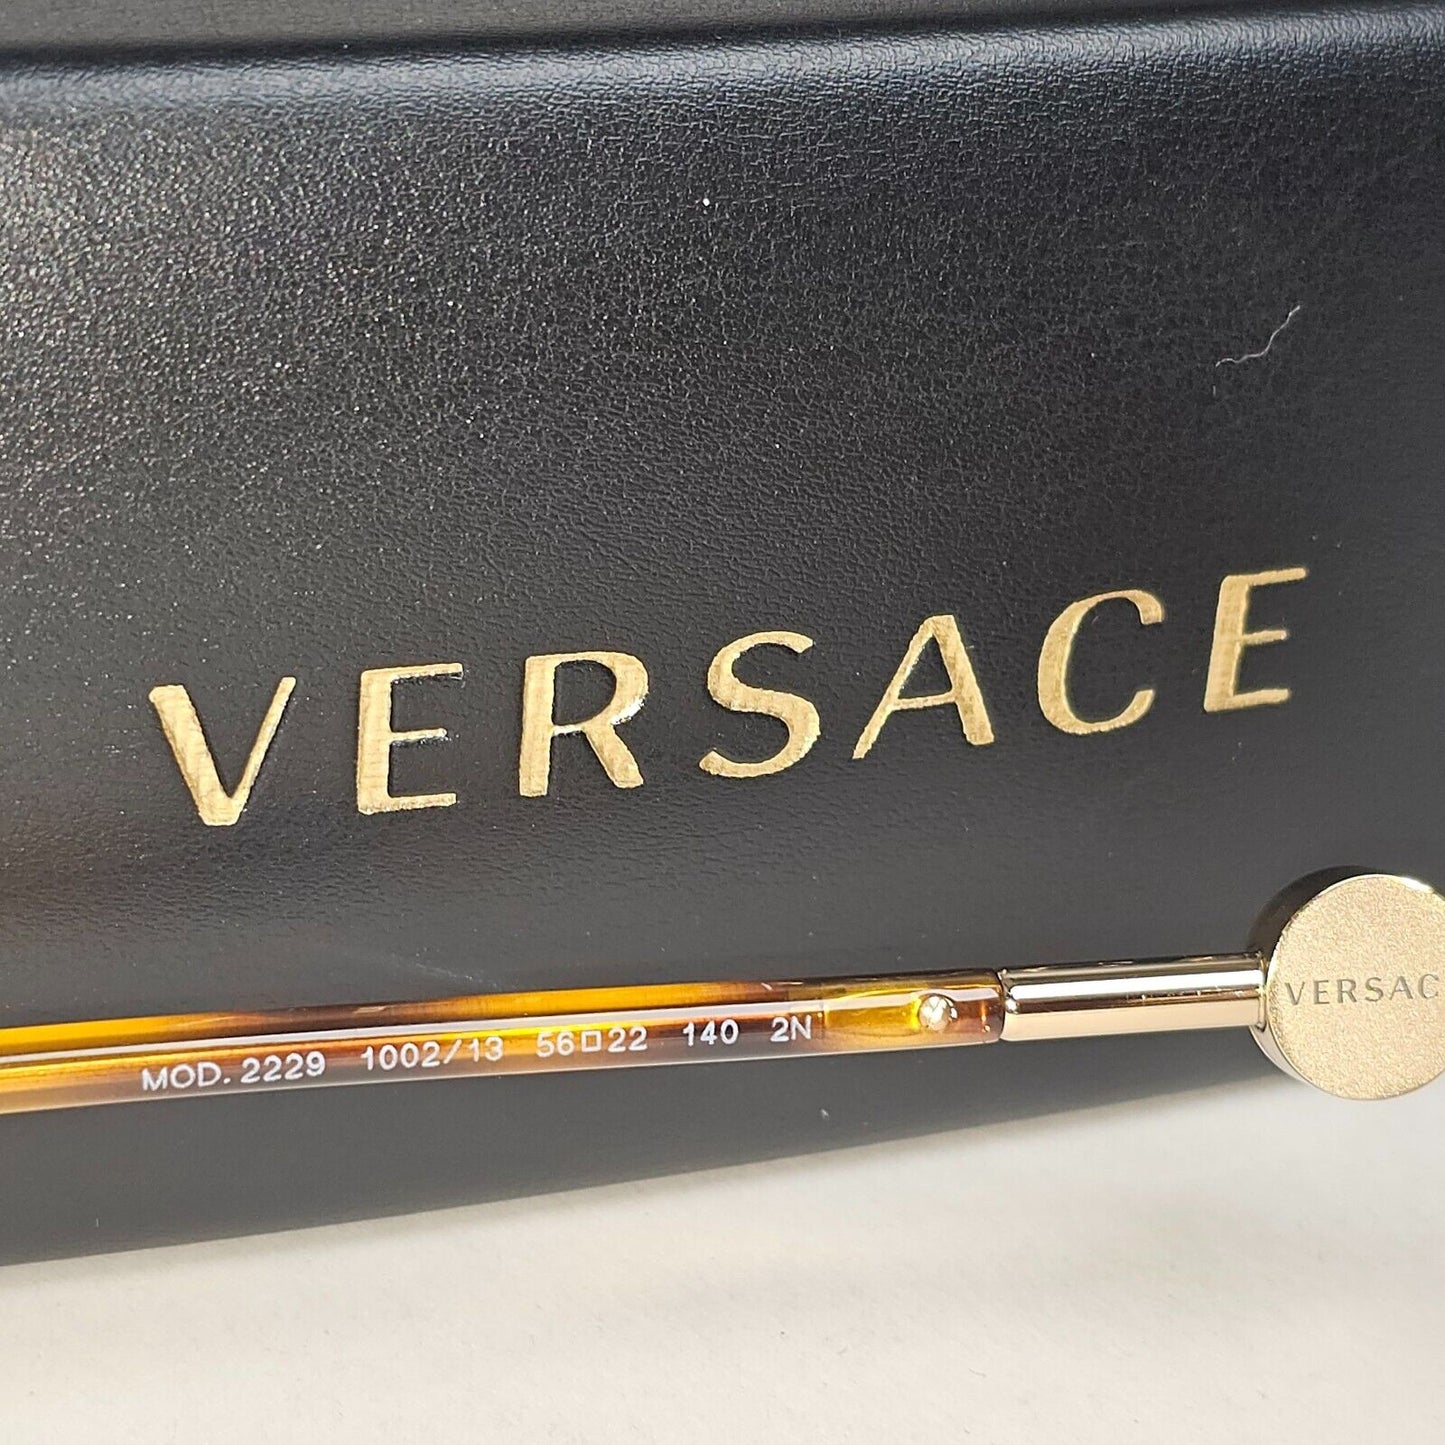 VERSACE
VERSAC
MOD. 2229 1002/13 56□22 140 2N